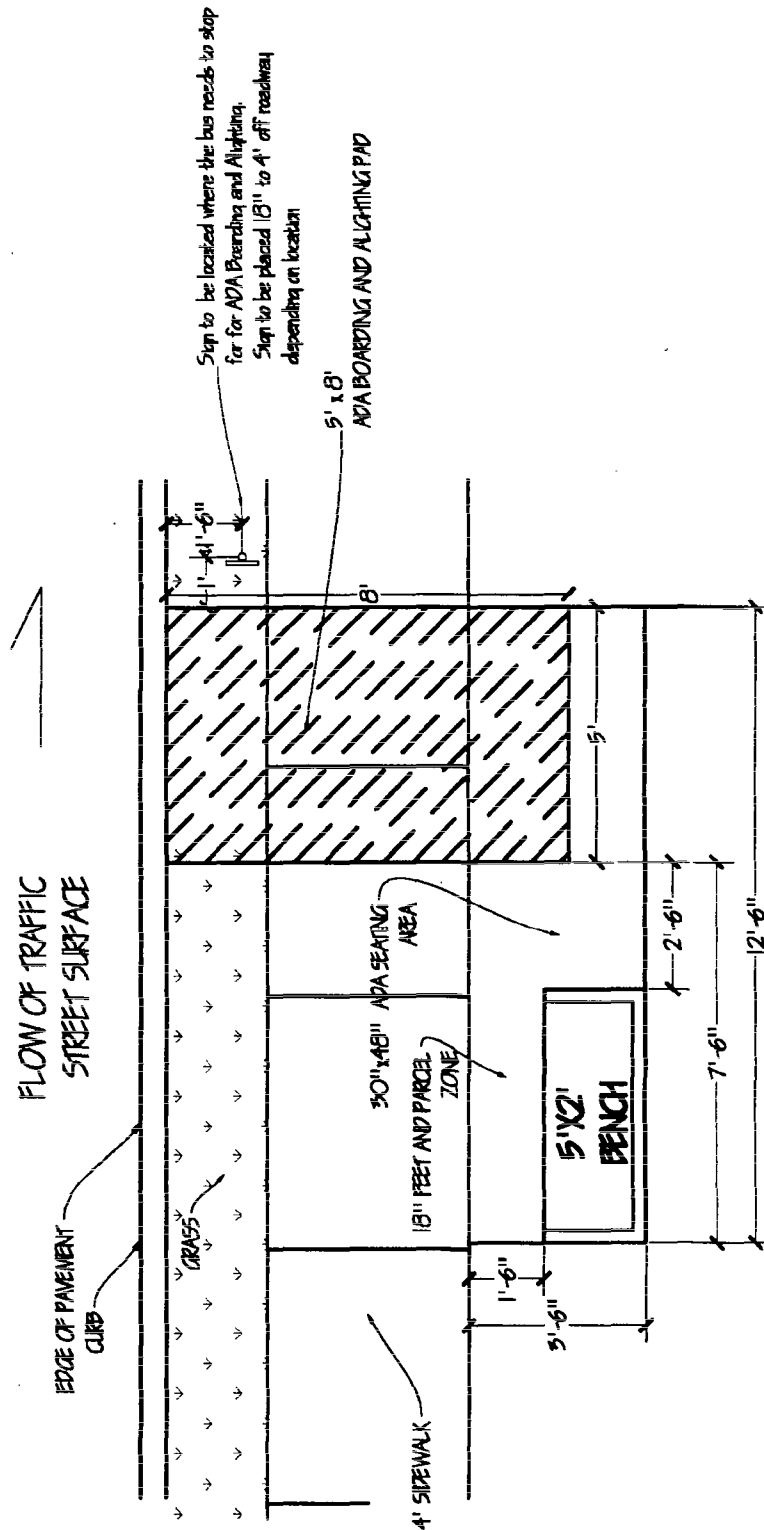 FLOW OF TRAFFIC
STREET SURFACE
EDGE OF PAVEMENT
CURB
GRASS
Sign to be located where the bus needs to stop
for for ADA Boarding and Alighting.
Sign to be placed 18" to 4' off roadway
depending on location
1'
1'-6"
5' x 8'
ADA BOARDING AND ALIGHTING PAD
8'
30"x48" ADA SEATING
AREA
18" FEET AND PARCEL
ZONE
5'X2'
BENCH
4' SIDEWALK
1'-6"
3'-6"
5'
2'-6"
7'-6"
12'-6"